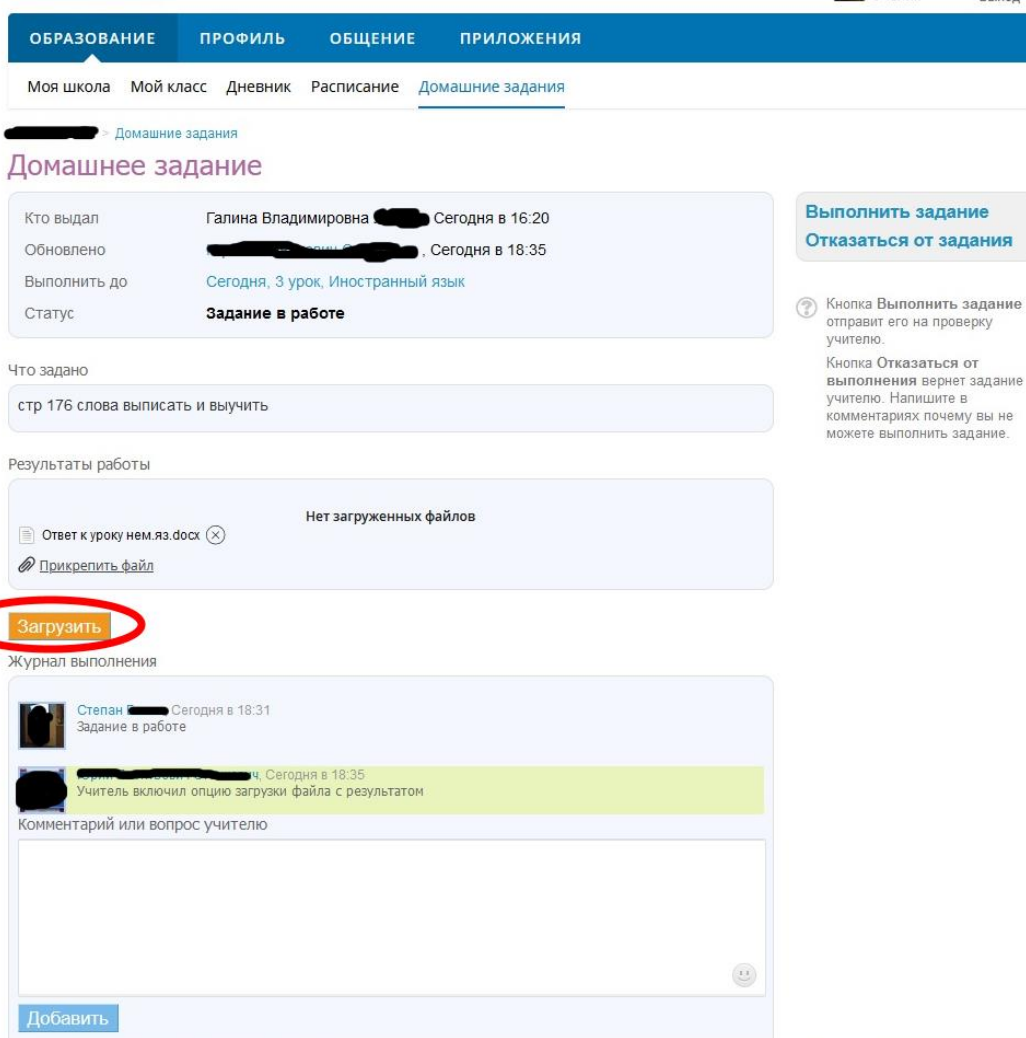 ОБРАЗОВАНИЕ ПРОФИЛЬ ОБЩЕНИЕ ПРИЛОЖЕНИЯ
Моя школа Мой класс Дневник Расписание Домашние задания
> Домашние задания
Домашнее задание
Кто выдал Галина Владимировна Сегодня в 16:20
Обновлено , Сегодня в 18:35
Выполнить до Сегодня, 3 урок, Иностранный язык
Статус Задание в работе
Выполнить задание
Отказаться от задания
Кнопка Выполнить задание
отправит его на проверку
учителю.
Кнопка Отказаться от
выполнения вернет задание
учителю. Напишите в
комментариях почему вы не
можете выполнить задание.
Что задано
стр 176 слова выписать и выучить
Результаты работы
Нет загруженных файлов
Ответ к уроку нем.яз.docx
Прикрепить файл
Загрузить
Журнал выполнения
Степан Сегодня в 18:31
Задание в работе
, Сегодня в 18:35
Учитель включил опцию загрузки файла с результатом
Комментарий или вопрос учителю
Добавить